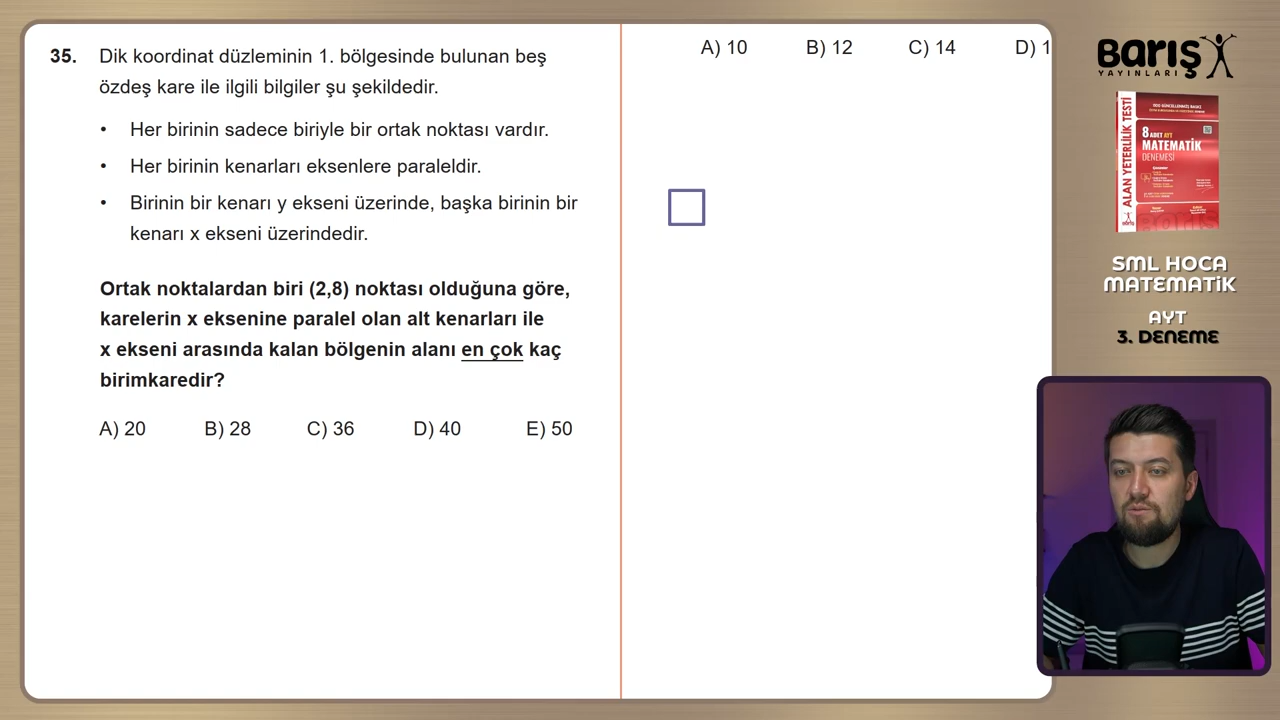 35. Dik koordinat düzleminin 1. bölgesinde bulunan beş
özdeş kare ile ilgili bilgiler şu şekildedir.
• Her birinin sadece biriyle bir ortak noktası vardır.
• Her birinin kenarları eksenlere paraleldir.
• Birinin bir kenarı y ekseni üzerinde, başka birinin bir
kenarı x ekseni üzerindedir.
Ortak noktalardan biri (2,8) noktası olduğuna göre,
karelerin x eksenine paralel olan alt kenarları ile
x ekseni arasında kalan bölgenin alanı en çok kaç
birimkaredir?
A) 20 B) 28 C) 36 D) 40 E) 50
A) 10 B) 12 C) 14 D) 1
Barış
YAYINLARI
ALAN YETERLİLİK TESTİ
8 ADET AYT
MATEMATİK
DENEMESİ
SML HOCA
MATEMATİK
AYT
3. DENEME